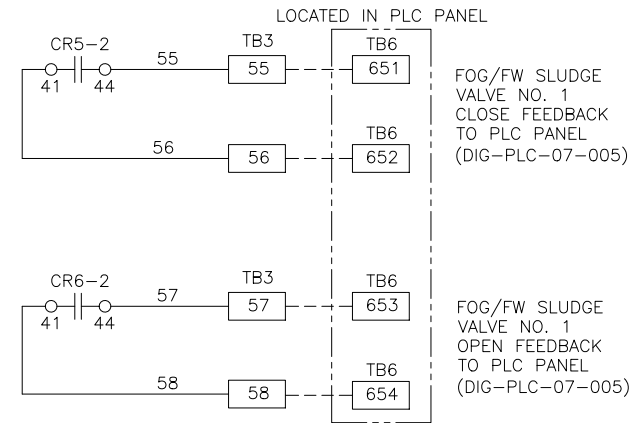 LOCATED IN PLC PANEL
CR5-2
55
TB3
TB6
41
44
55
651
FOG/FW SLUDGE
VALVE NO. 1
CLOSE FEEDBACK
TO PLC PANEL
(DIG-PLC-07-005)
56
TB6
56
652
CR6-2
57
TB3
TB6
41
44
57
653
FOG/FW SLUDGE
VALVE NO. 1
OPEN FEEDBACK
TO PLC PANEL
(DIG-PLC-07-005)
58
TB6
58
654